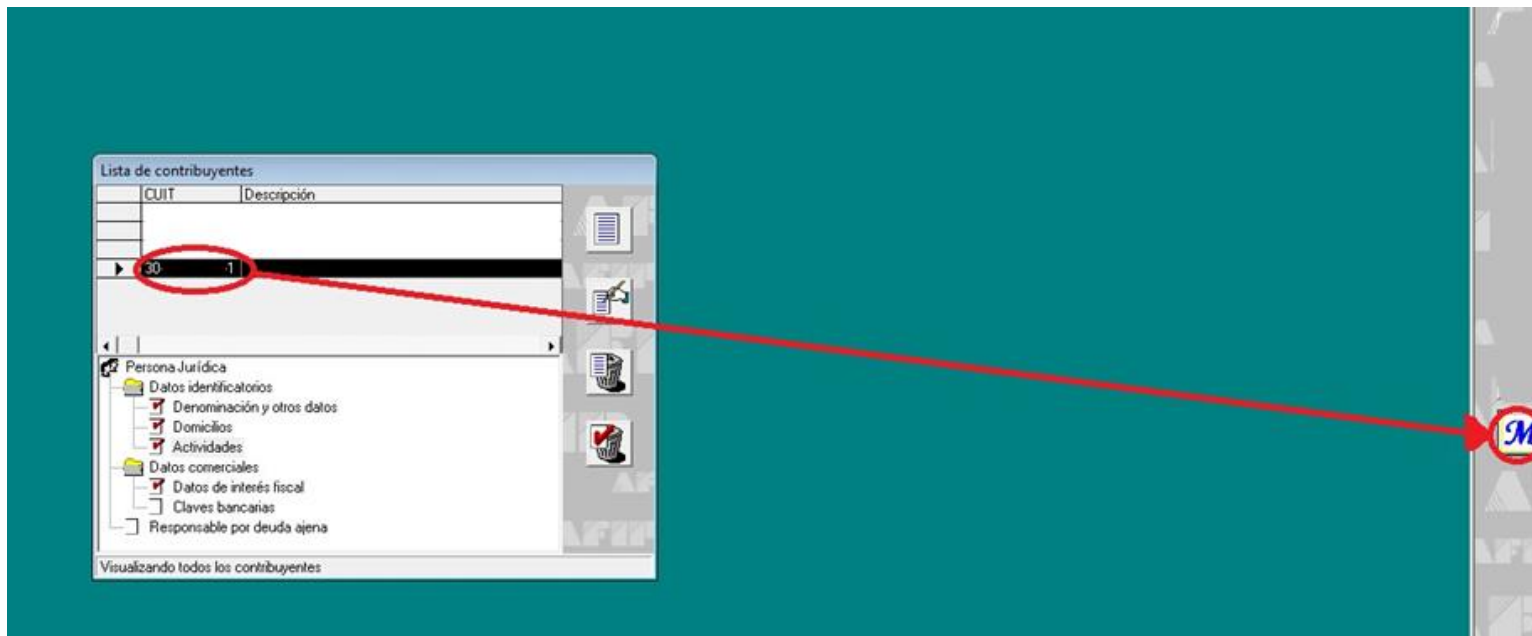 Lista de contribuyentes
CUIT Descripción
30- -1
Persona Jurídica
Datos identificatorios
Denominación y otros datos
Domicilios
Actividades
Datos comerciales
Datos de interés fiscal
Claves bancarias
Responsable por deuda ajena
Visualizando todos los contribuyentes
M
AFIP